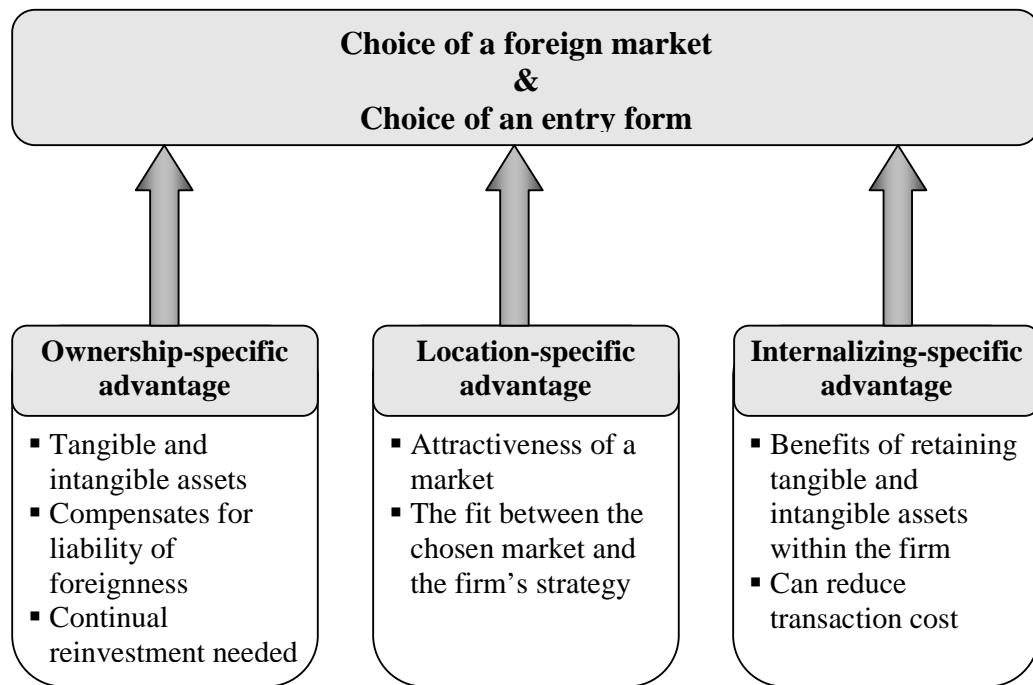 Choice of a foreign market
&
Choice of an entry form
Ownership-specific
advantage
▪ Tangible and
intangible assets
▪ Compensates for
liability of
foreignness
▪ Continual
reinvestment needed
Location-specific
advantage
▪ Attractiveness of a
market
▪ The fit between the
chosen market and
the firm’s strategy
Internalizing-specific
advantage
▪ Benefits of retaining
tangible and
intangible assets
within the firm
▪ Can reduce
transaction cost